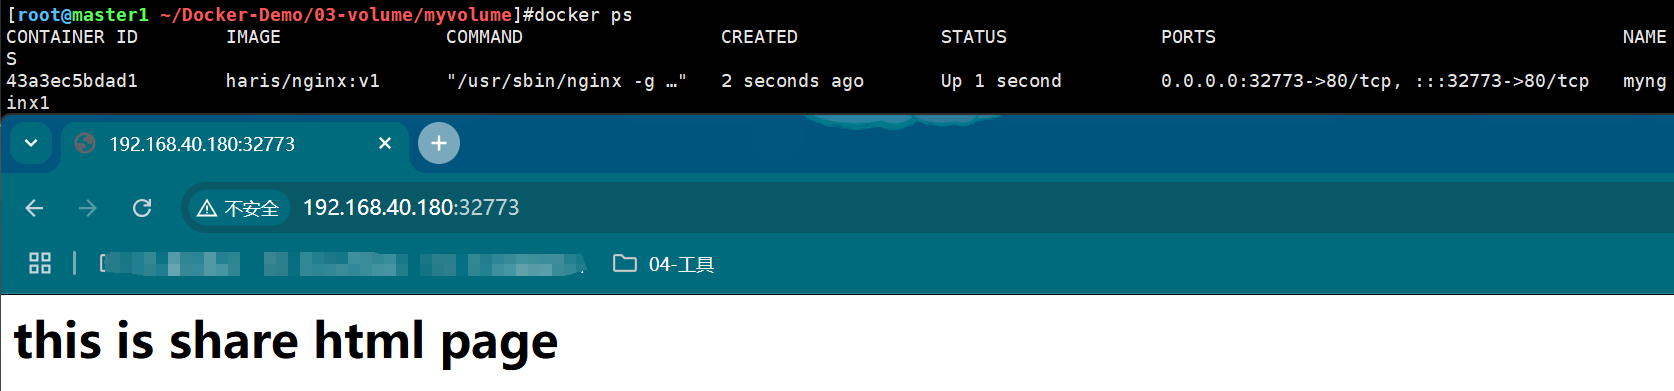 [root@master1 ~/Docker-Demo/03-volume/myvolume]#docker ps
CONTAINER ID IMAGE COMMAND CREATED STATUS PORTS NAME
S
43a3ec5bdad1 haris/nginx:v1 "/usr/sbin/nginx -g …" 2 seconds ago Up 1 second 0.0.0.0:32773->80/tcp, :::32773->80/tcp myng
inx1
192.168.40.180:32773
不安全 192.168.40.180:32773
04-工具
this is share html page